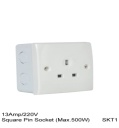 13Amp/220V
Square Pin Socket (Max 500W) SKT1